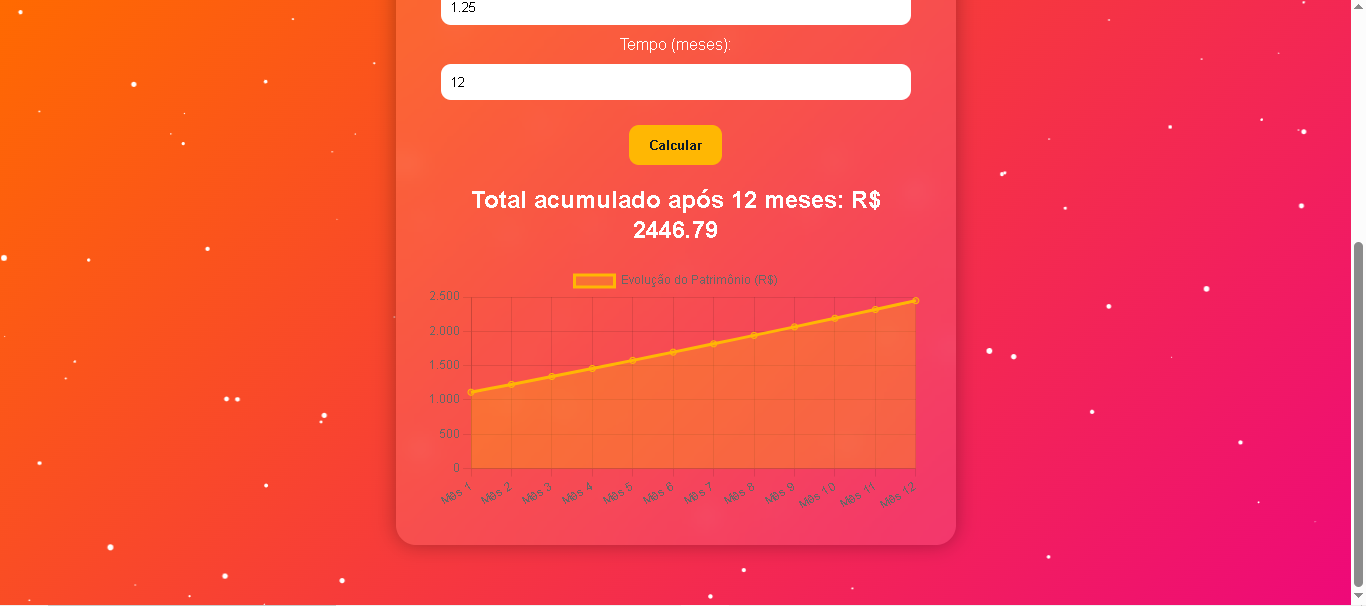 1.25
Tempo (meses):
12
Calcular
Total acumulado após 12 meses: R$
2446.79
Evolução do Patrimônio (R$)
2.500
2.000
1.500
1.000
500
0
Mês 1 Mês 2 Mês 3 Mês 4 Mês 5 Mês 6 Mês 7 Mês 8 Mês 9 Mês 10 Mês 11 Mês 12